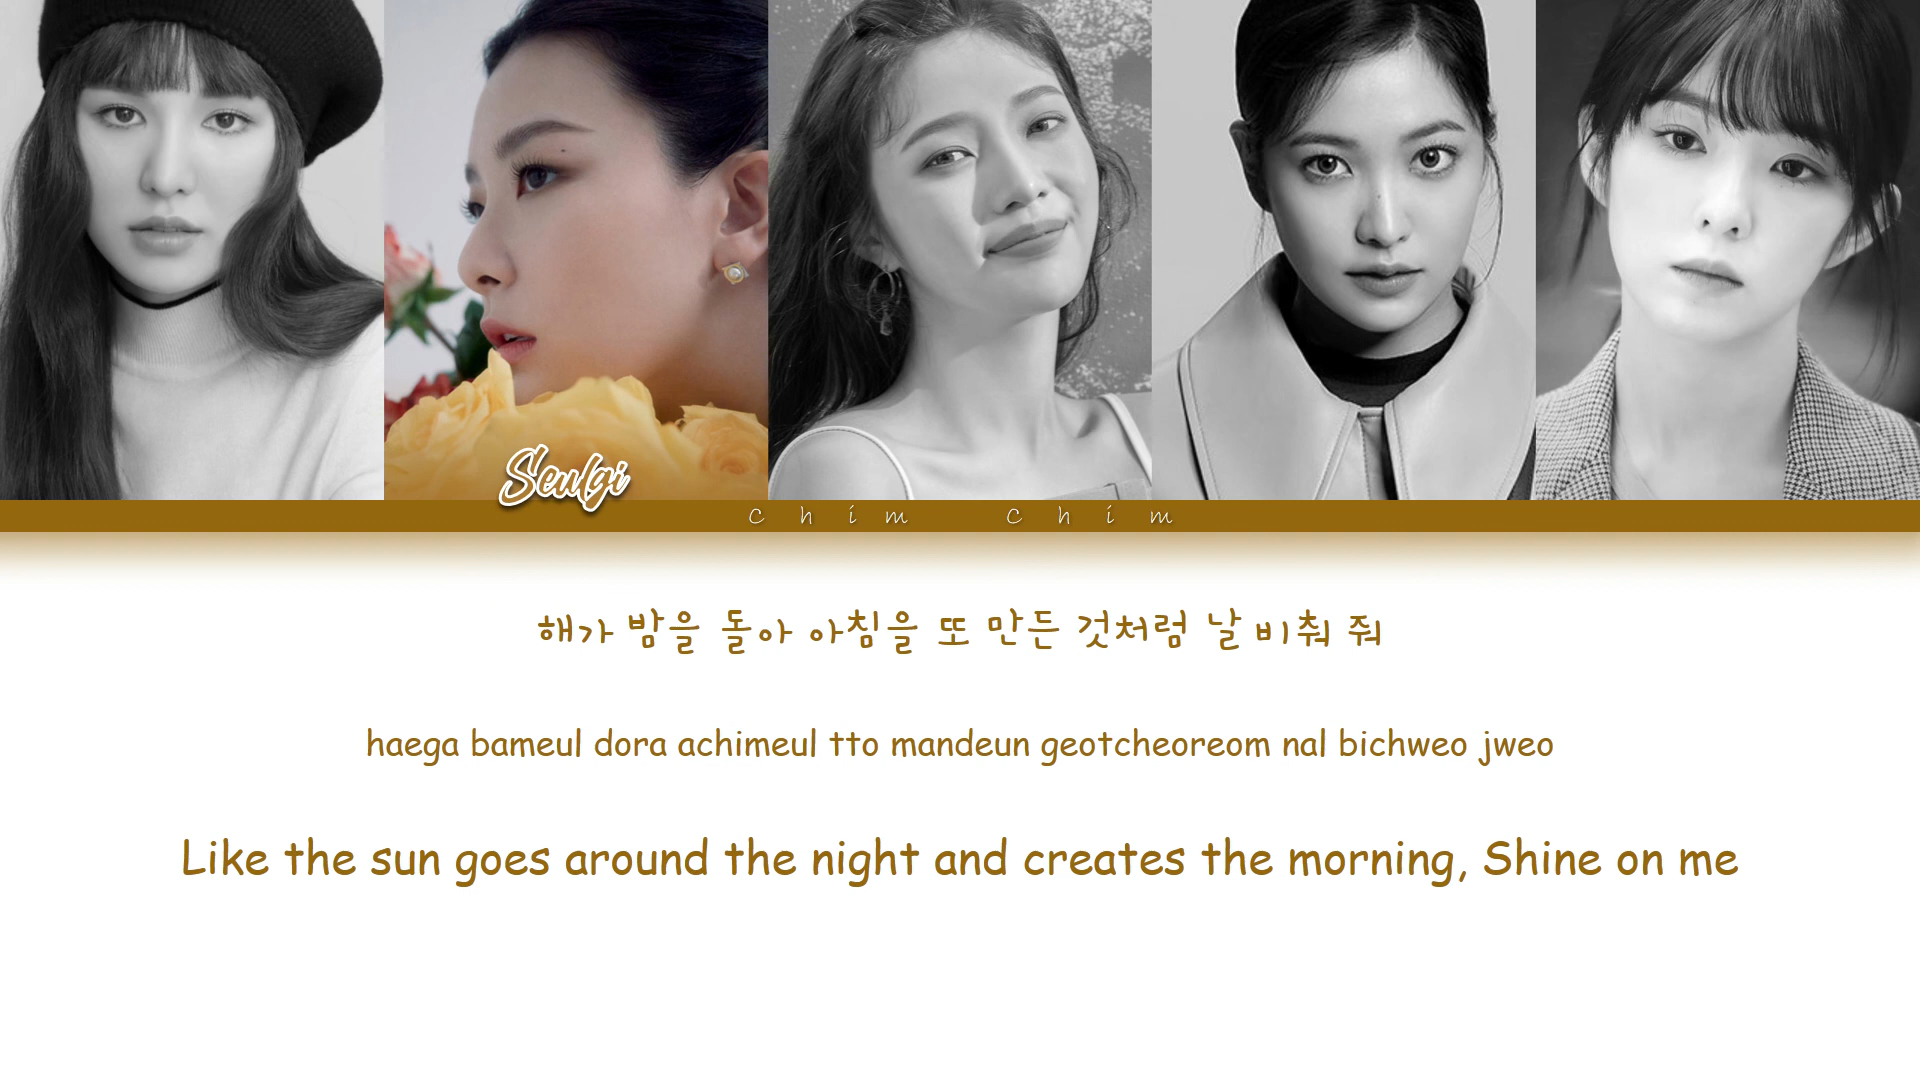 Seulgi
Chim Chim
해가 밤을 돌아 아침을 또 만든 것처럼 날 비춰 줘
haega bameul dora achimeul tto mandeun geotcheoreom nal bichweo jweo
Like the sun goes around the night and creates the morning, Shine on me